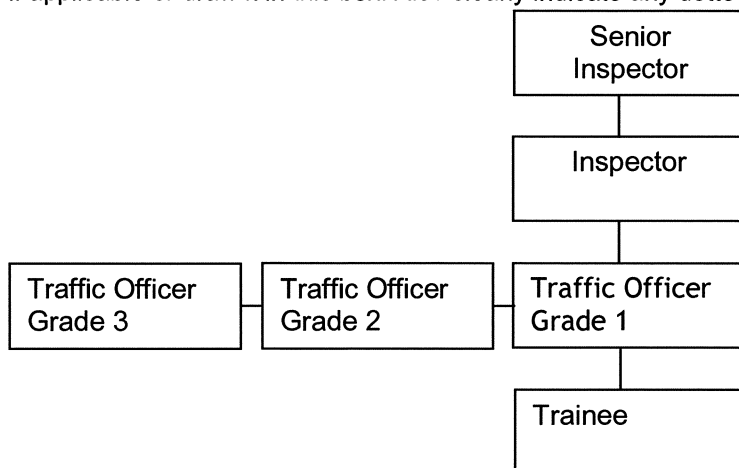 Senior
Inspector
Inspector
Traffic Officer
Grade 3
Traffic Officer
Grade 2
Traffic Officer
Grade 1
Trainee